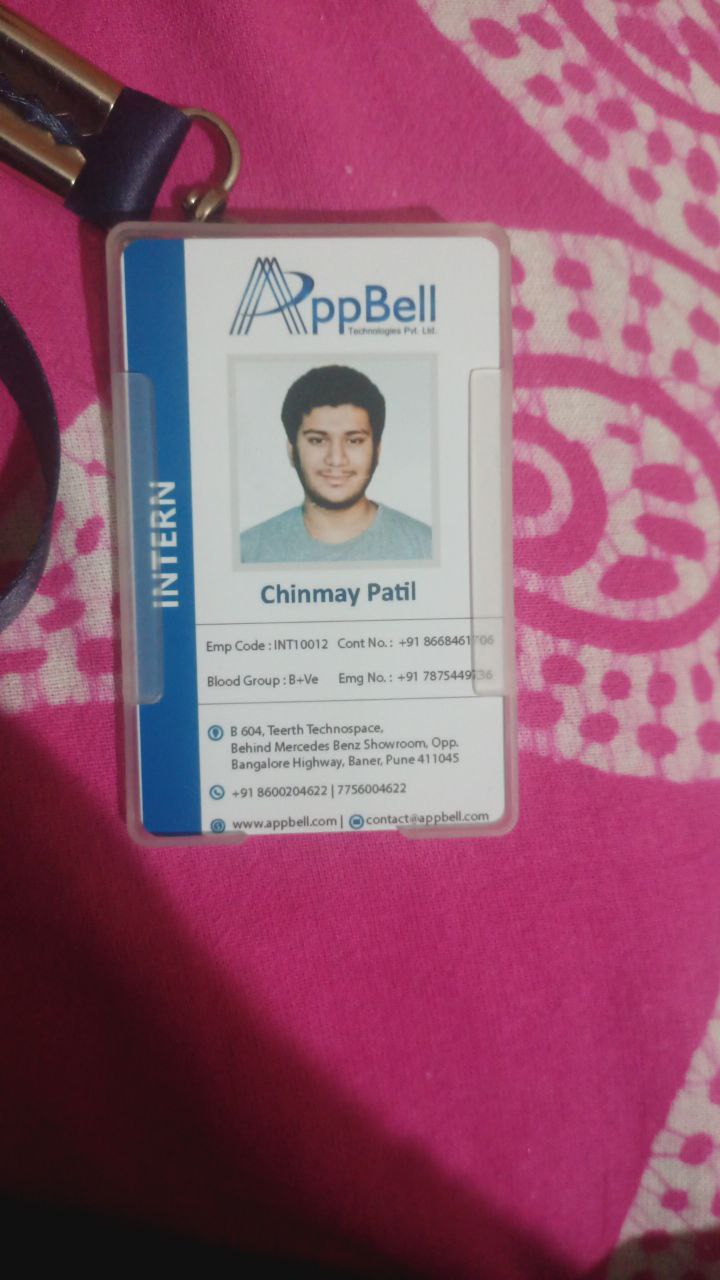 AppBell
Technologies Pvt. Ltd.
INTERN
Chinmay Patil
Emp Code : INT10012 Cont No. : +91 8668461706
Blood Group : B+Ve Emg No. : +91 7875449736
B 604, Teerth Technospace,
Behind Mercedes Benz Showroom, Opp.
Bangalore Highway, Baner, Pune 411045
+91 8600204622 | 7756004622
www.appbell.com | contact@appbell.com